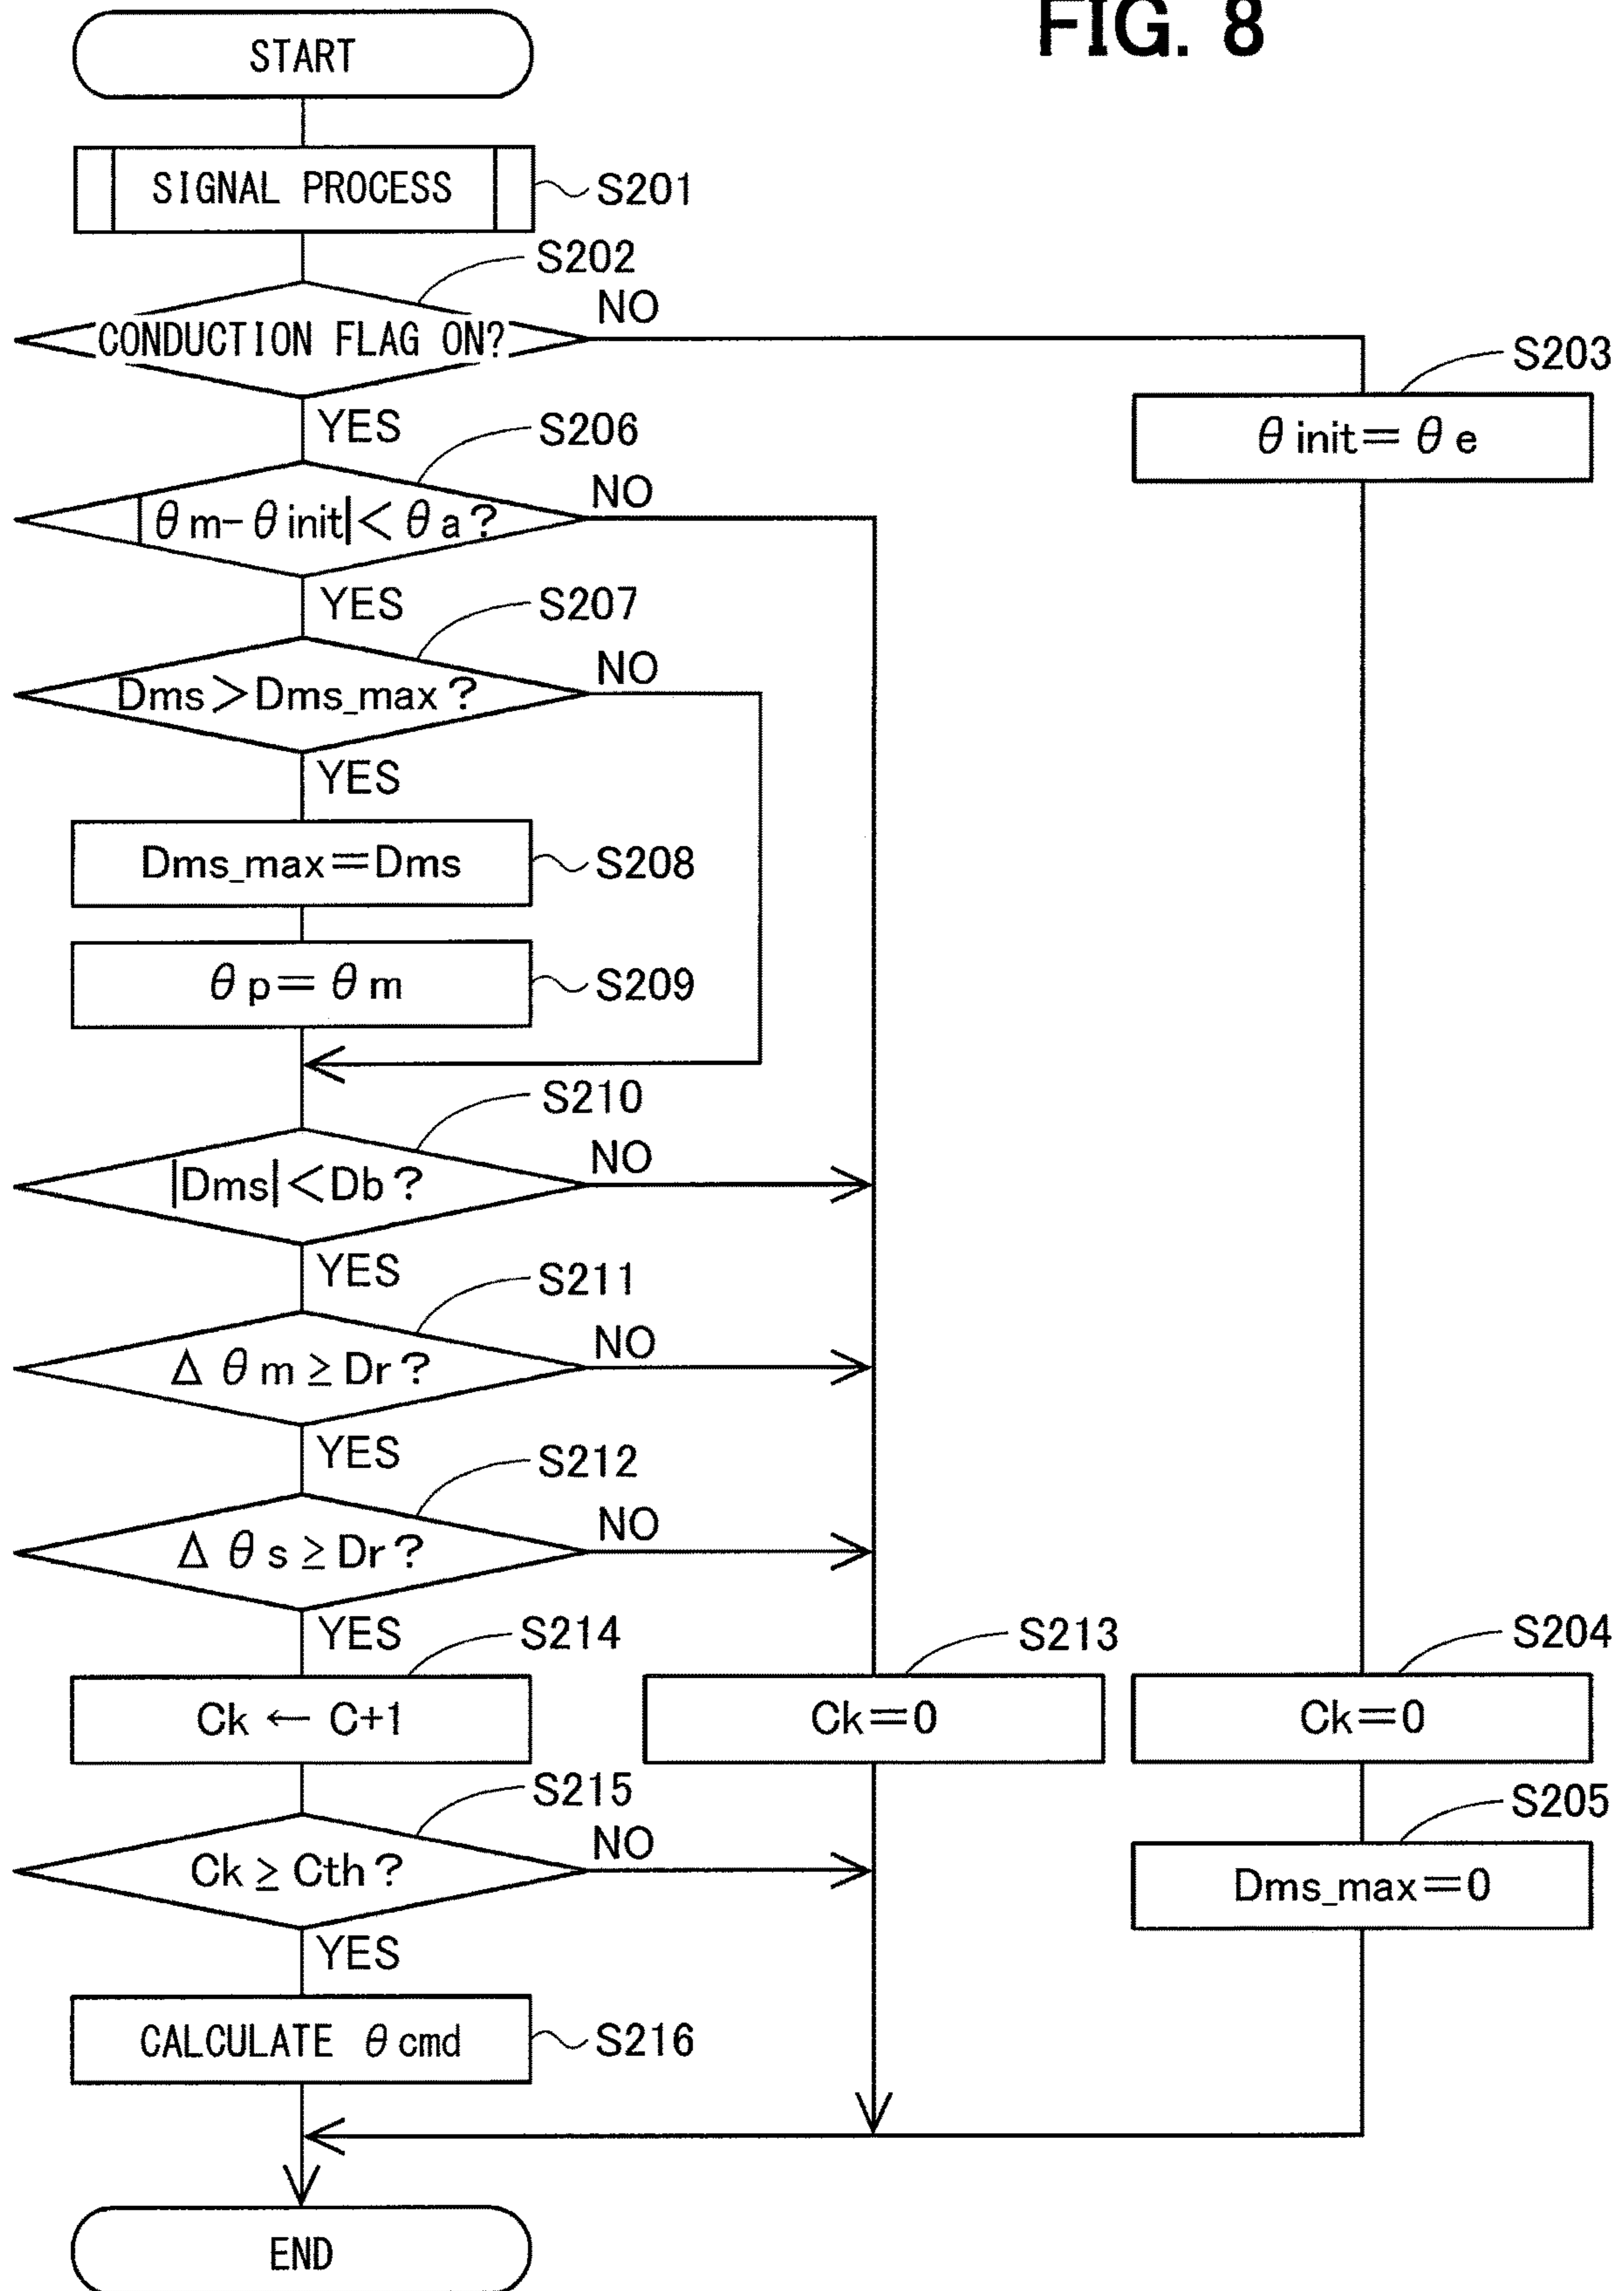 FIG. 8
START
SIGNAL PROCESS
S201
S202
CONDUCTION FLAG ON?
NO
S203
θ init= θ e
YES
S206
|θ m- θ init|< θ a?
NO
YES
S207
Dms>Dms_max?
NO
YES
Dms_max=Dms
S208
θ p= θ m
S209
S210
|Dms|<Db?
NO
YES
S211
Δ θ m ≥ Dr?
NO
YES
S212
Δ θ s ≥ Dr?
NO
YES
S214
Ck ← C+1
S213
Ck=0
S204
Ck=0
S215
Ck ≥ Cth?
NO
S205
Dms_max=0
YES
CALCULATE θ cmd
S216
END